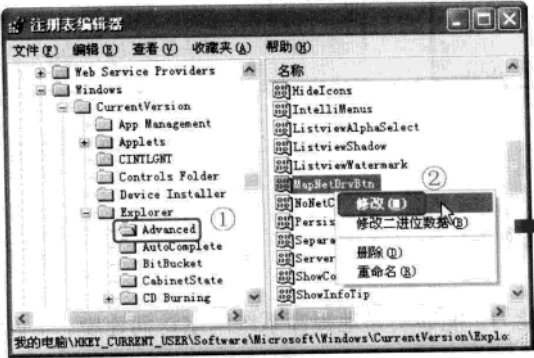 注册表编辑器
文件(F) 编辑(E) 查看(V) 收藏夹(A) 帮助(H)
Web Service Providers
Windows
CurrentVersion
App Management
Applets
CINTLGNT
Controls Folder
Device Installer
Explorer
①
Advanced
AutoComplete
BitBucket
CabinetState
CD Burning
名称
HideIcons
IntelliMenus
ListviewAlphaSelect
ListviewShadow
ListviewWatermark
MapNetDrvBtn
②
NoNetC
Persis
Separa
Server
ShowCo
ShowInfoTip
修改(M)
修改二进位数据(B)
删除(D)
重命名(R)
我的电脑\HKEY_CURRENT_USER\Software\Microsoft\Windows\CurrentVersion\Explo